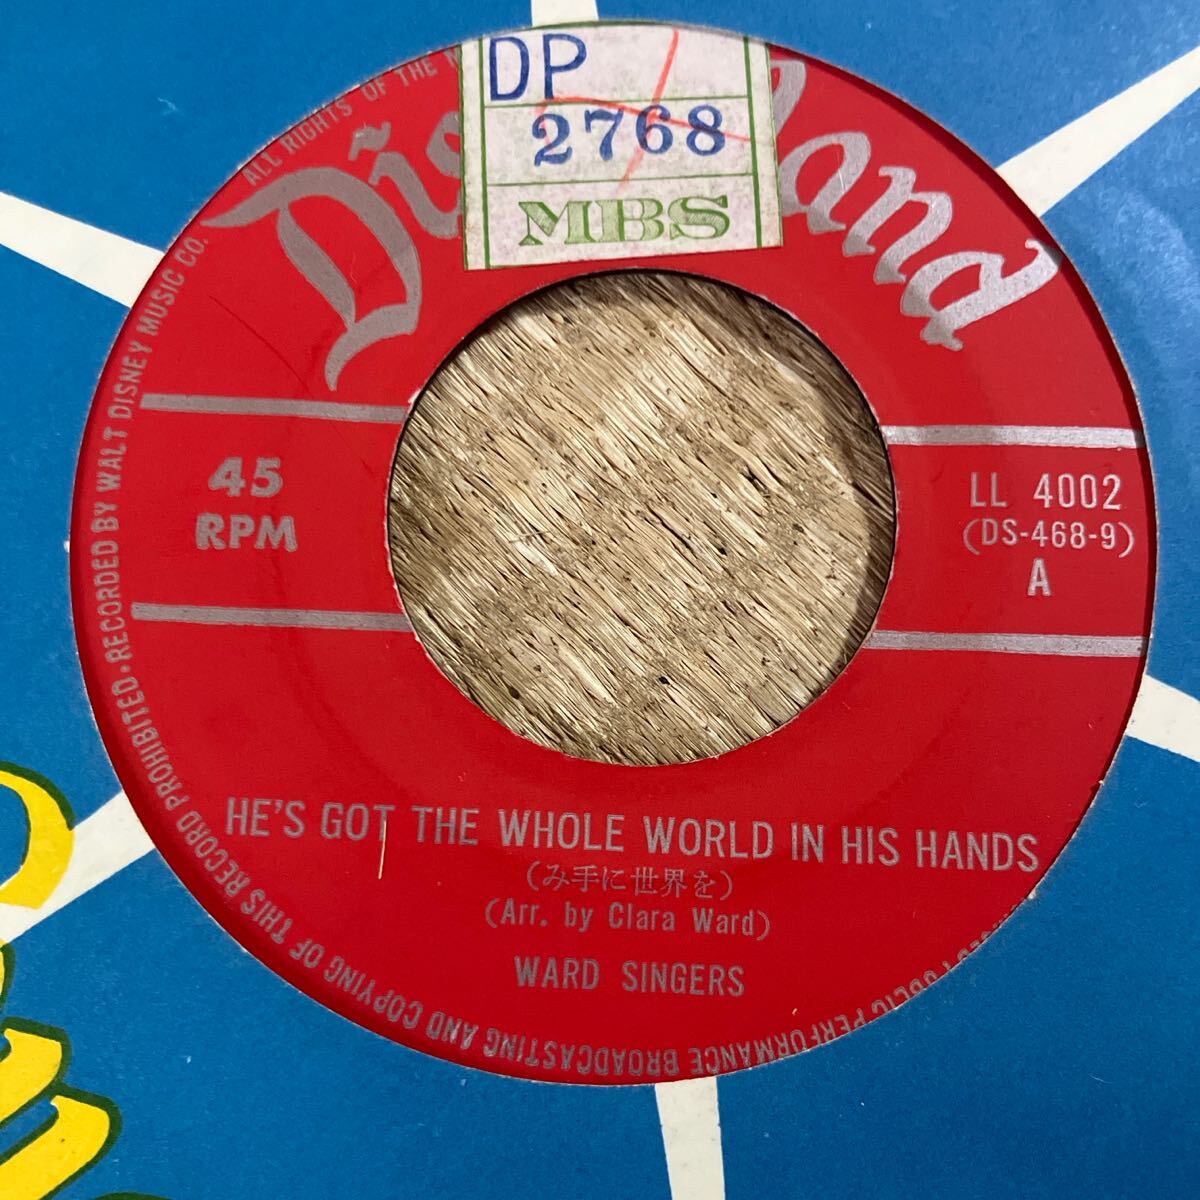 DP
2768
MBS
45
RPM
LL 4002
(DS-468-9)
A
HE'S GOT THE WHOLE WORLD IN HIS HANDS
(み手に世界を)
(Arr. by Clara Ward)
WARD SINGERS
PUBLIC PERFORMANCE BROADCASTING AND COPYING OF THIS RECORD PROHIBITED・RECORDED BY WALT DISNEY MUSIC CO. ALL RIGHTS OF THE